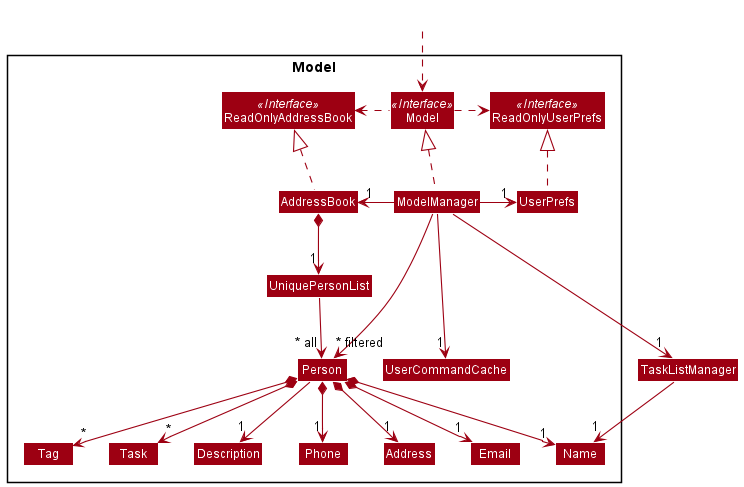 Model
«Interface»
ReadOnlyAddressBook
«Interface»
Model
«Interface»
ReadOnlyUserPrefs
AddressBook
1
ModelManager
1
UserPrefs
1
UniquePersonList
* all
* filtered
1
1
Person
UserCommandCache
TaskListManager
*
*
1
1
1
1
1
1
Tag
Task
Description
Phone
Address
Email
Name